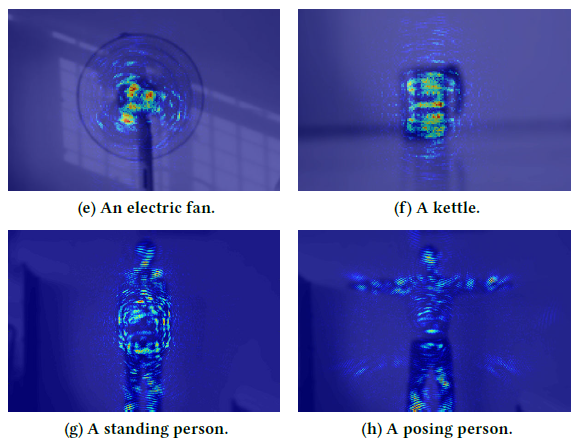 (e) An electric fan.
(f) A kettle.
(g) A standing person.
(h) A posing person.